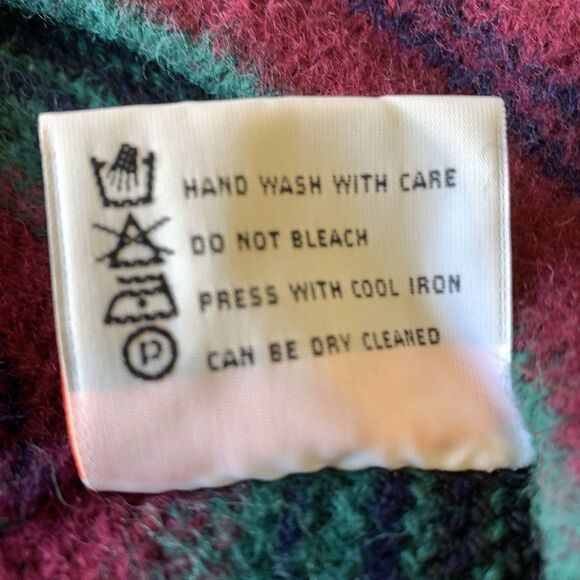 HAND WASH WITH CARE
DO NOT BLEACH
PRESS WITH COOL IRON
P CAN BE DRY CLEANED